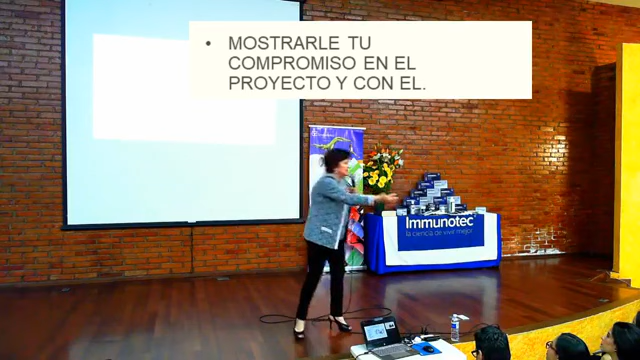 • MOSTRARLE TU
COMPROMISO EN EL
PROYECTO Y CON EL.
Immunotec
la ciencia de vivir mejor